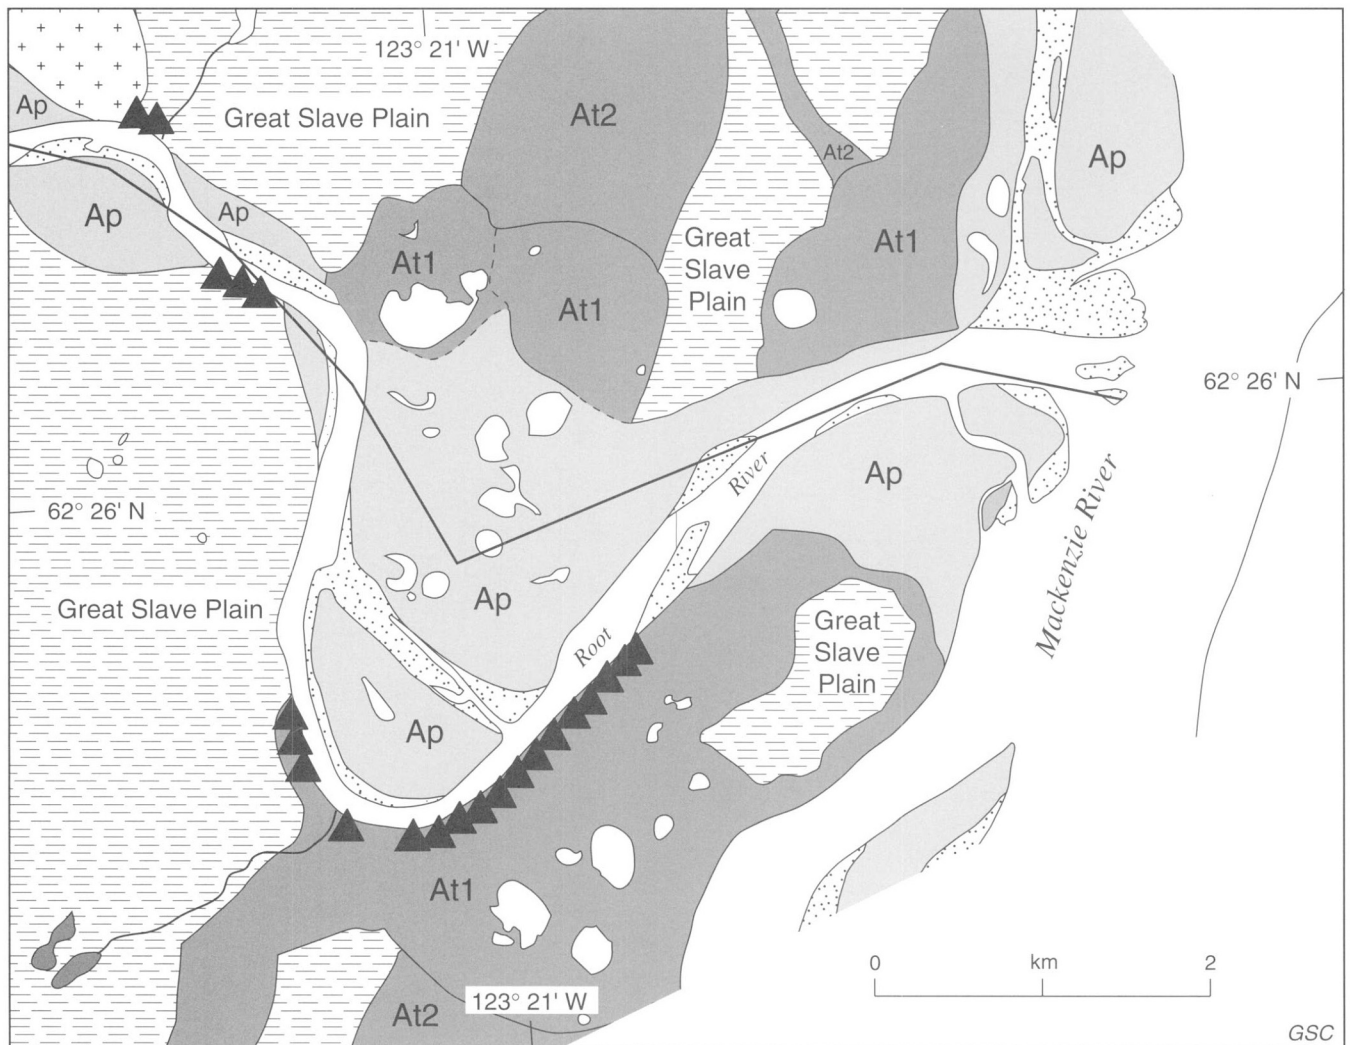 123° 21' W
Ap
Great Slave Plain
At2
At2
Ap
Ap
Ap
At1
At1
Great
Slave
Plain
At1
62° 26' N
62° 26' N
Ap
River
Mackenzie River
Great Slave Plain
Ap
Root
Great
Slave
Plain
Ap
At1
0 km 2
123° 21' W
At2
GSC